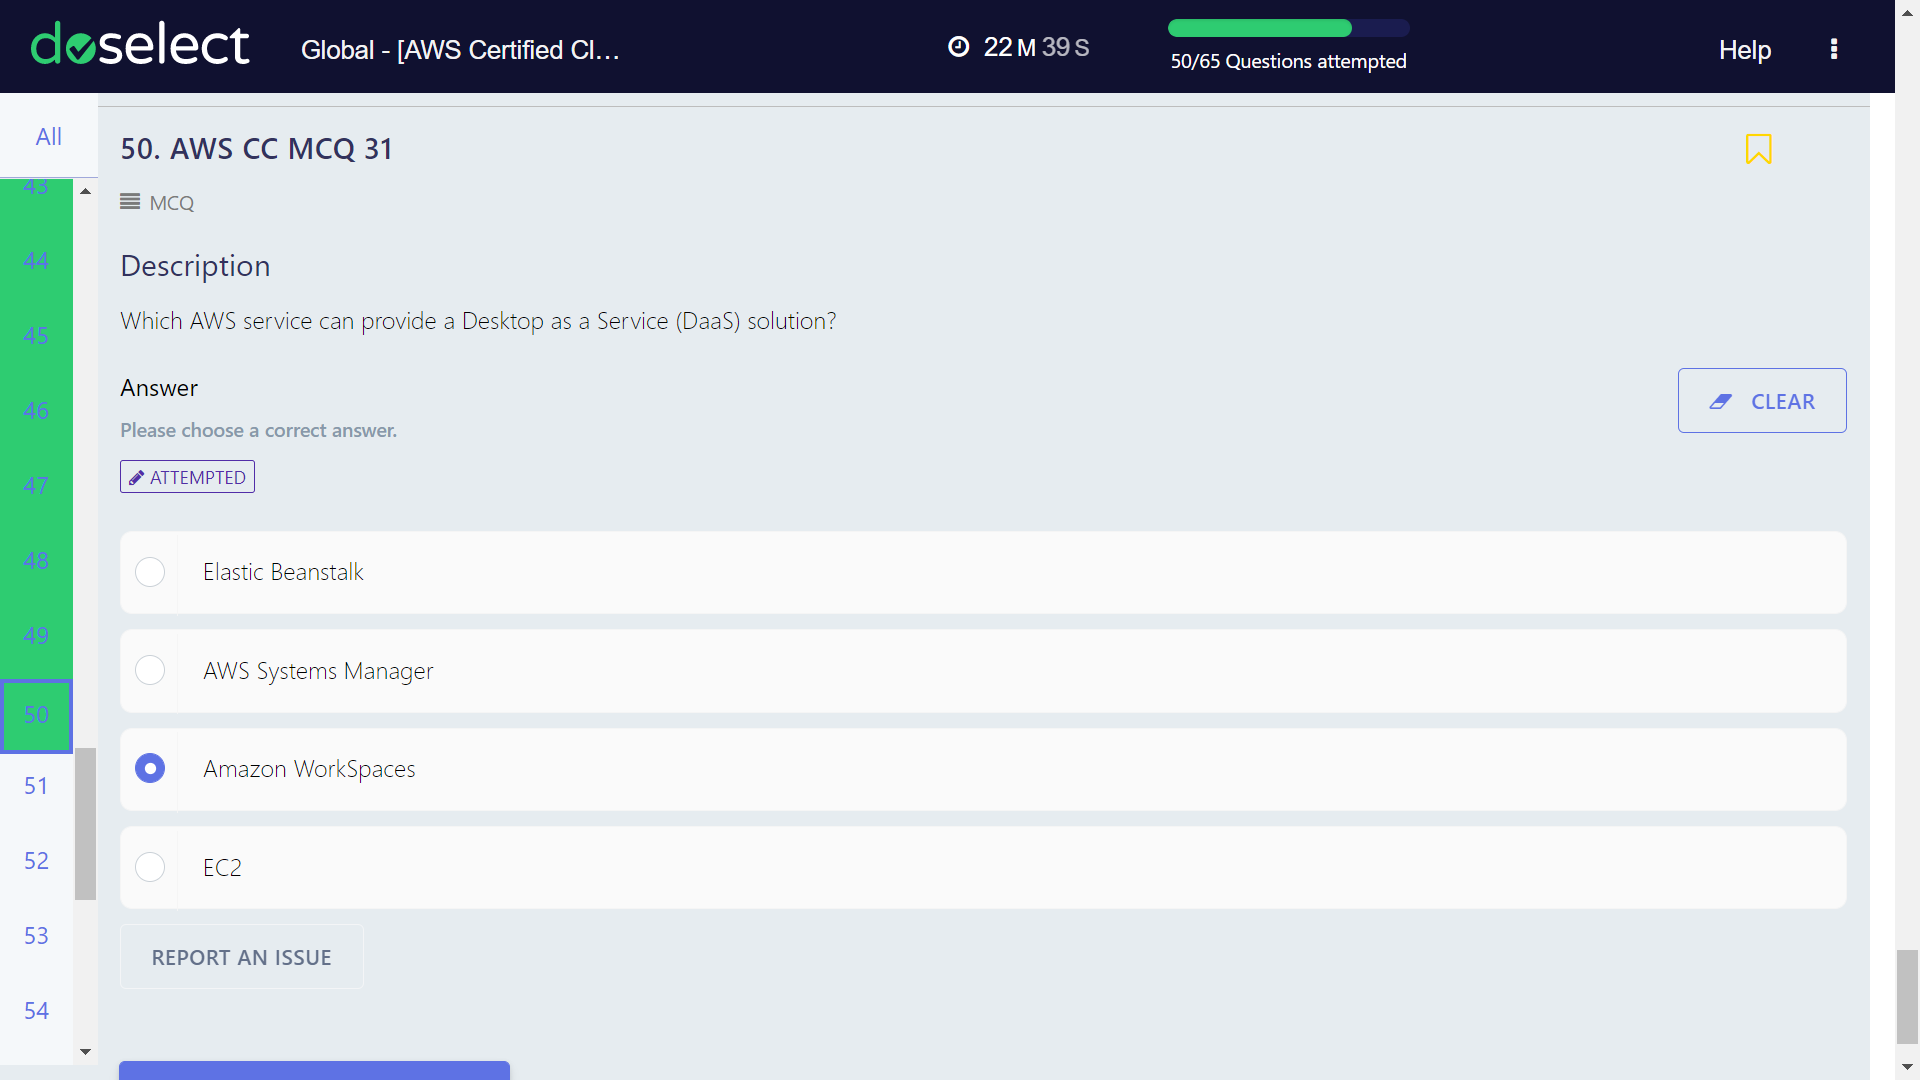 doselect
Global - [AWS Certified Cl...
22 M 39 S
50/65 Questions attempted
Help
All
43
44
45
46
47
48
49
50
51
52
53
54
50. AWS CC MCQ 31
MCQ
Description
Which AWS service can provide a Desktop as a Service (DaaS) solution?
Answer
CLEAR
Please choose a correct answer.
ATTEMPTED
Elastic Beanstalk
AWS Systems Manager
Amazon WorkSpaces
EC2
REPORT AN ISSUE